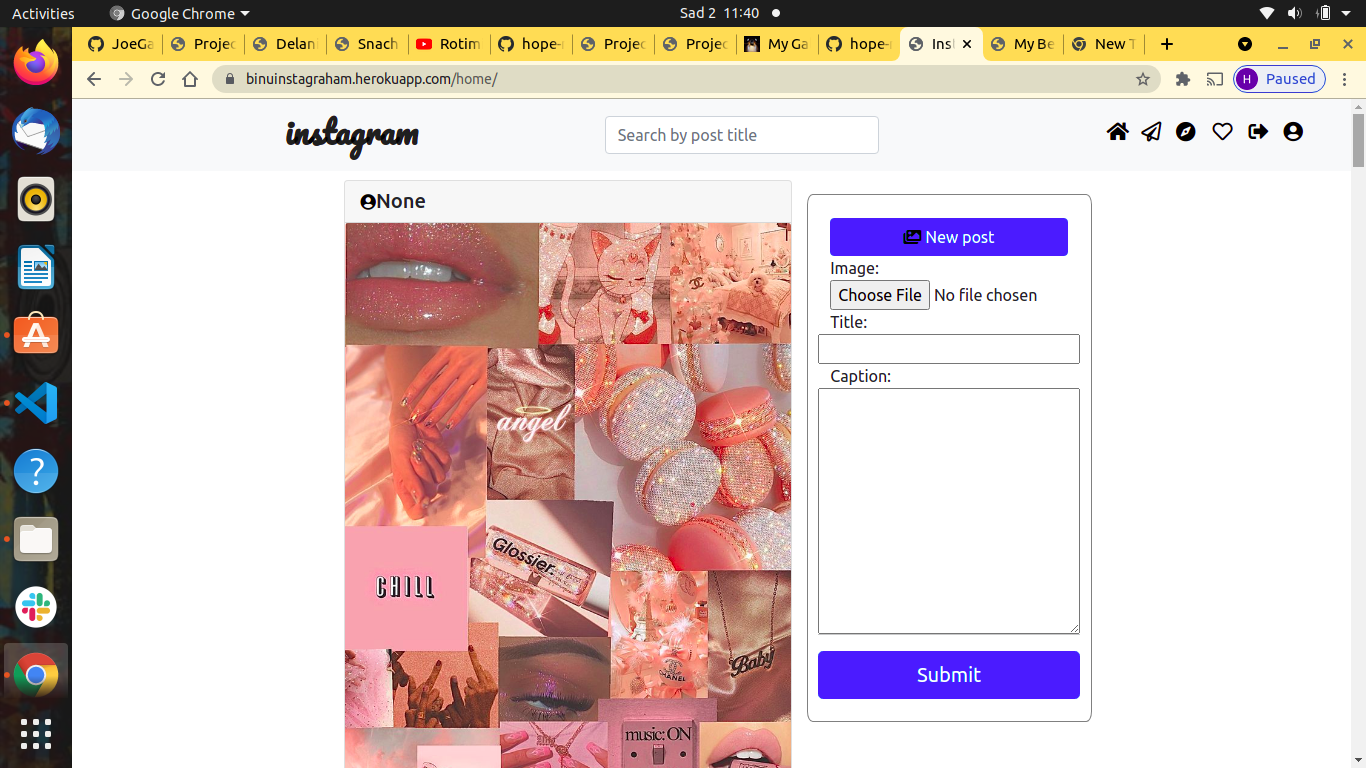 Activities Google Chrome Sad 2 11:40
JoeGa Projec Delani Snach Rotim hope- Projec Projec My Ga hope- Inst My Be New T
binuinstagraham.herokuapp.com/home/ H Paused
instagram Search by post title
None
New post
Image:
Choose File No file chosen
Title:
Caption:
angel
Glossier.
CHILL
Baby
CHANEL
Submit
music: ON